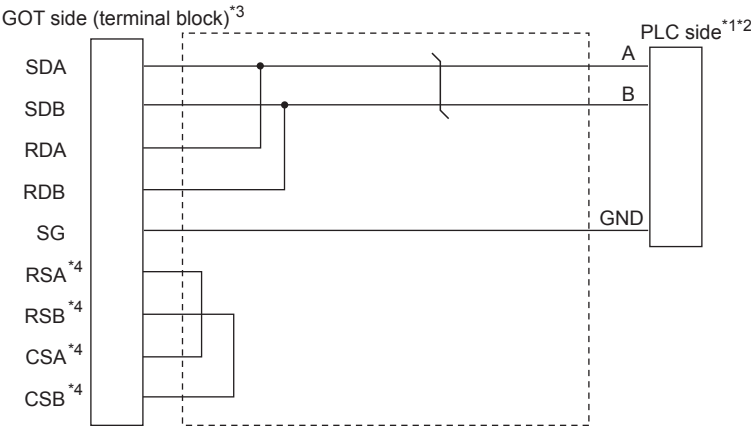 GOT side (terminal block)*3
PLC side*1*2
SDA
A
SDB
B
RDA
RDB
SG
GND
RSA*4
RSB*4
CSA*4
CSB*4